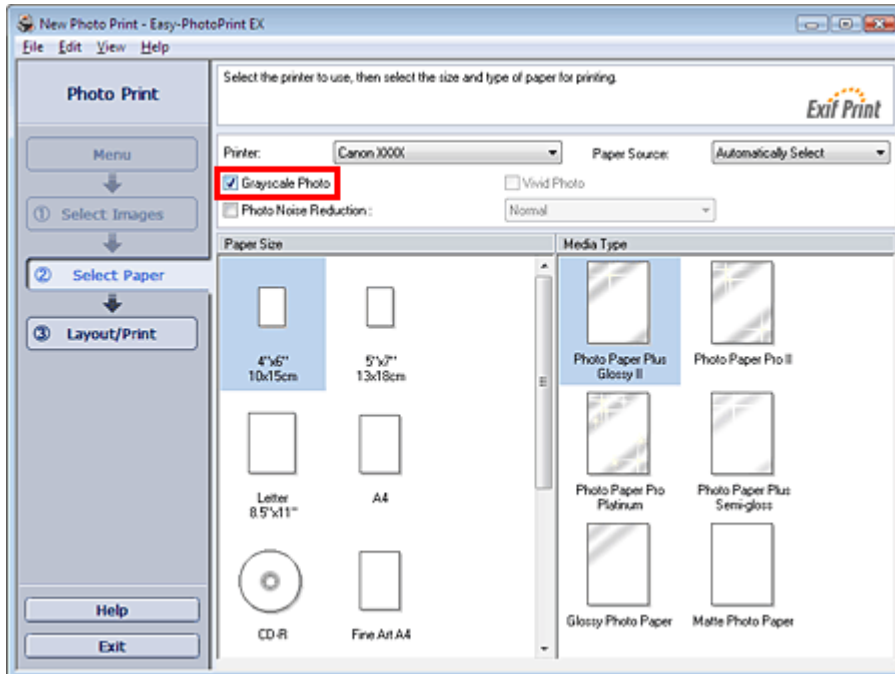 New Photo Print - Easy-PhotoPrint EX
File Edit View Help
Photo Print
Select the printer to use, then select the size and type of paper for printing.
Exif Print
Menu
Printer: Canon XXXX Paper Source: Automatically Select
Grayscale Photo Vivid Photo
1 Select Images
Photo Noise Reduction : Normal
Paper Size Media Type
2 Select Paper
3 Layout/Print
4"x6" 5"x7" Photo Paper Plus Photo Paper Pro II
10x15cm 13x18cm Glossy II
Letter A4 Photo Paper Pro Photo Paper Plus
8.5"x11" Platinum Semi-gloss
Help
CD-R Fine Art A4 Glossy Photo Paper Matte Photo Paper
Exit